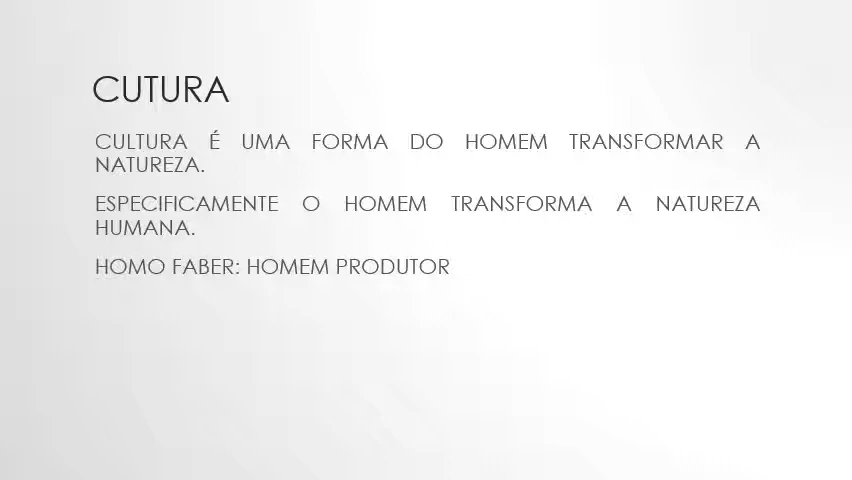 CUTURA
CULTURA É UMA FORMA DO HOMEM TRANSFORMAR A
NATUREZA.
ESPECIFICAMENTE O HOMEM TRANSFORMA A NATUREZA
HUMANA.
HOMO FABER: HOMEM PRODUTOR